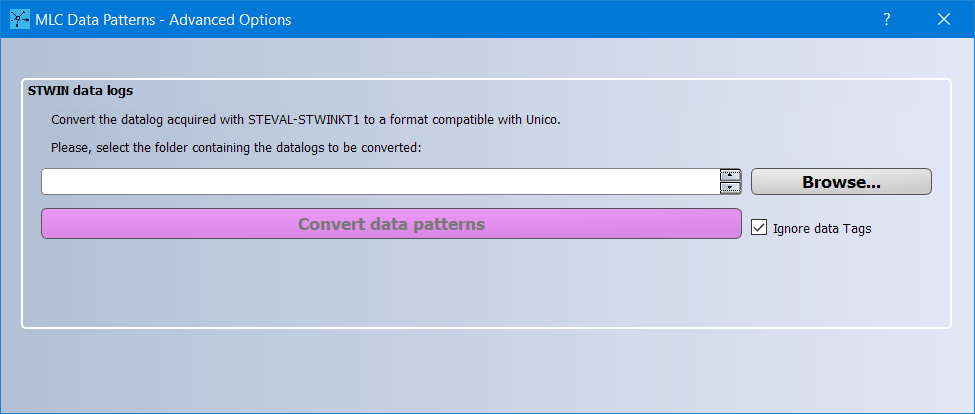 MLC Data Patterns - Advanced Options ?
STWIN data logs
Convert the datalog acquired with STEVAL-STWINKT1 to a format compatible with Unico.
Please, select the folder containing the datalogs to be converted:
Browse...
Convert data patterns
Ignore data Tags